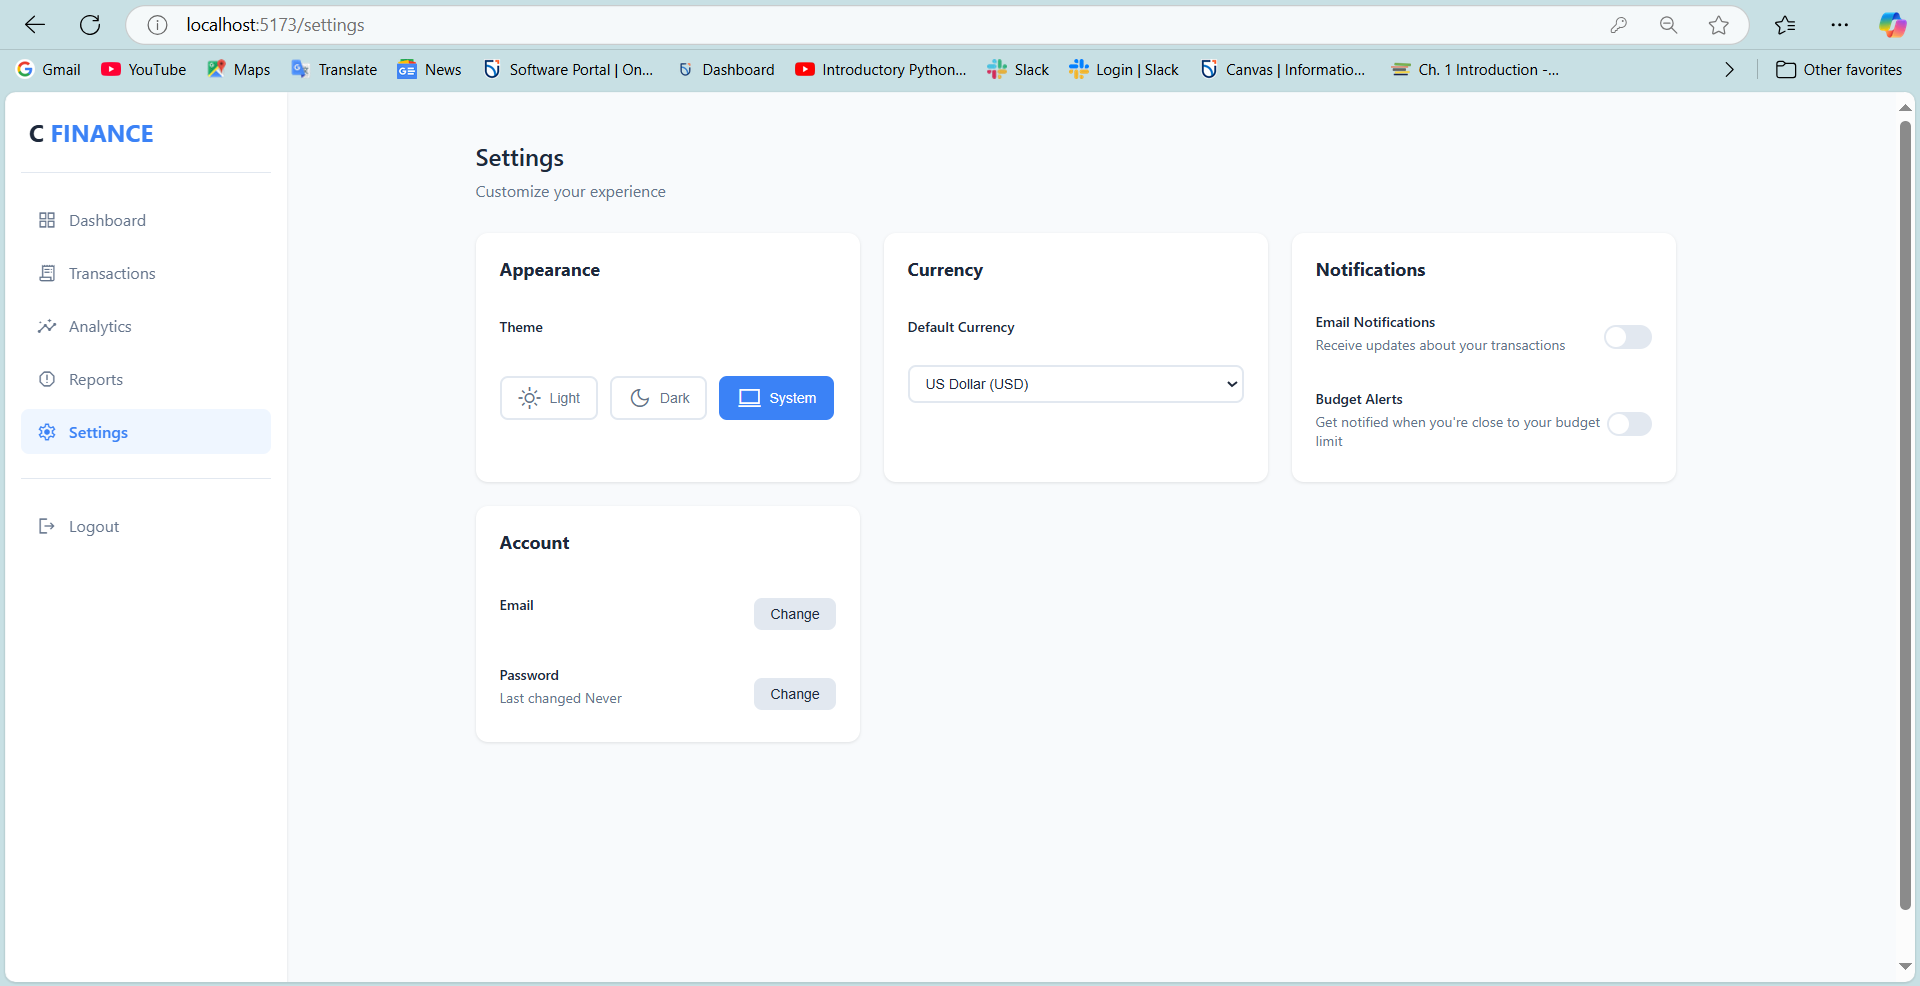 localhost:5173/settings
Gmail
YouTube
Maps
Translate
News
Software Portal | On...
Dashboard
Introductory Python...
Slack
Login | Slack
Canvas | Informatio...
Ch. 1 Introduction -...
Other favorites
C FINANCE
Dashboard
Transactions
Analytics
Reports
Settings
Logout
Settings
Customize your experience
Appearance
Theme
Light
Dark
System
Currency
Default Currency
US Dollar (USD)
Notifications
Email Notifications
Receive updates about your transactions
Budget Alerts
Get notified when you're close to your budget
limit
Account
Email
Change
Password
Last changed Never
Change